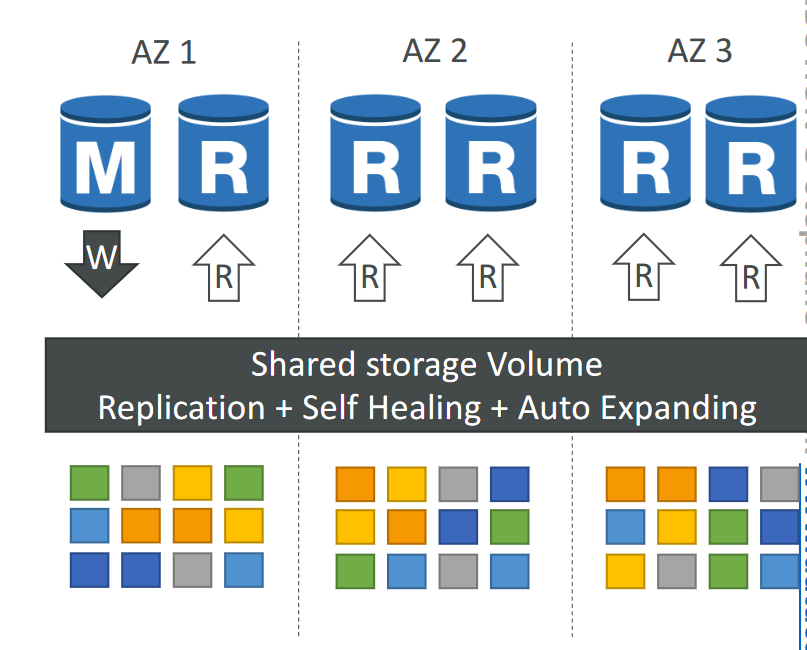 AZ 1
AZ 2
AZ 3
M
R
R
R
R
R
W
R
R
R
R
R
Shared storage Volume
Replication + Self Healing + Auto Expanding